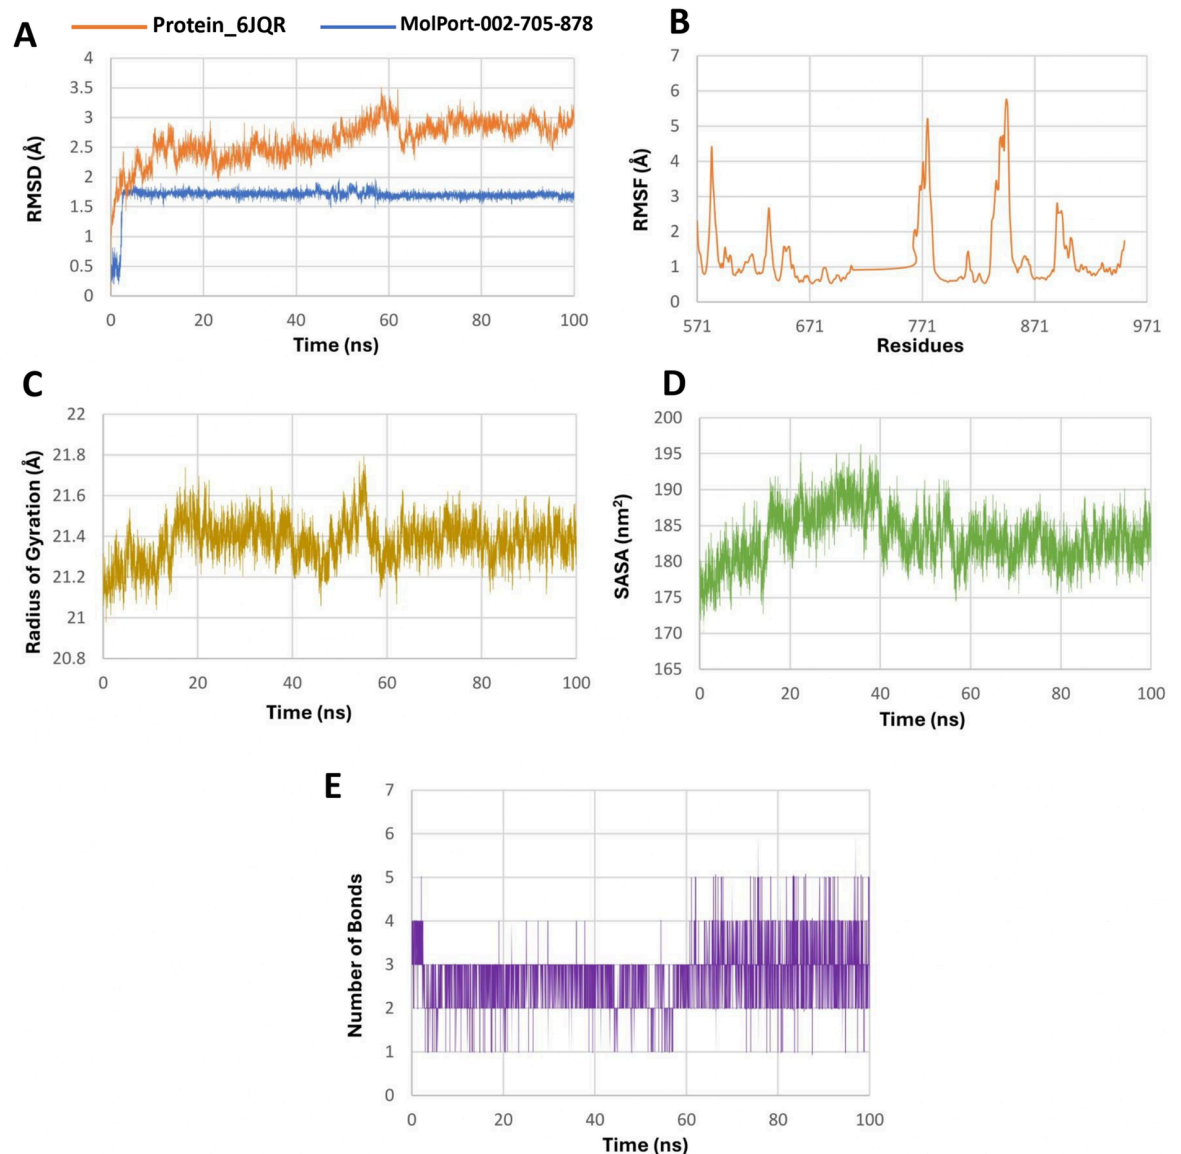 A
Protein_6JQR
MolPort-002-705-878
4
3.5
3
2.5
2
1.5
1
0.5
0
RMSD (Å)
0 20 40 60 80 100
Time (ns)
B
7
6
5
4
3
2
1
0
RMSF (Å)
571 671 771 871 971
Residues
C
22
21.8
21.6
21.4
21.2
21
20.8
Radius of Gyration (Å)
0 20 40 60 80 100
Time (ns)
D
200
195
190
185
180
175
170
165
SASA (nm²)
0 20 40 60 80 100
Time (ns)
E
7
6
5
4
3
2
1
0
Number of Bonds
0 20 40 60 80 100
Time (ns)